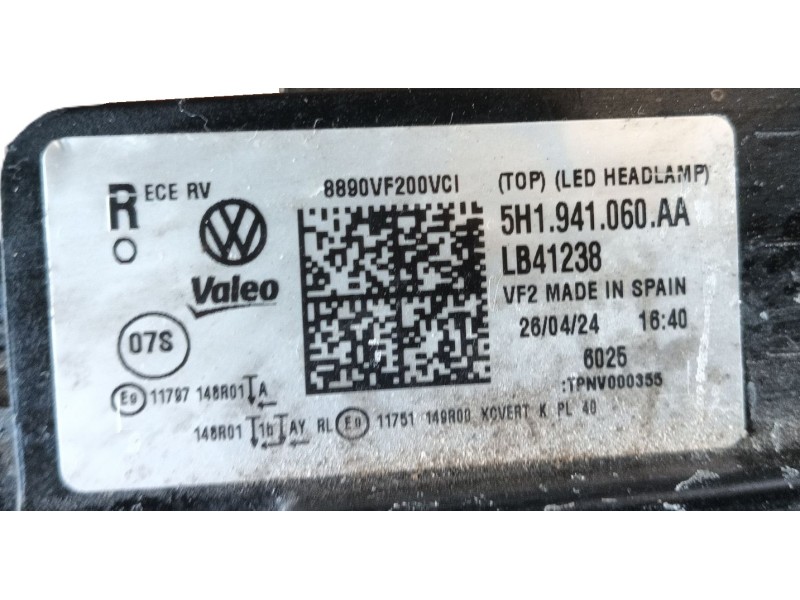 R ECE RV
Valeo
07S
8890VF200VCI
(TOP) (LED HEADLAMP)
5H1.941.060.AA
LB41238
VF2 MADE IN SPAIN
26/04/24 16:40
6025
:TPNV000355
E9 11797 148R01 A
148R01 1b AY RL E9 11751 149R00 XCVERT K PL 40